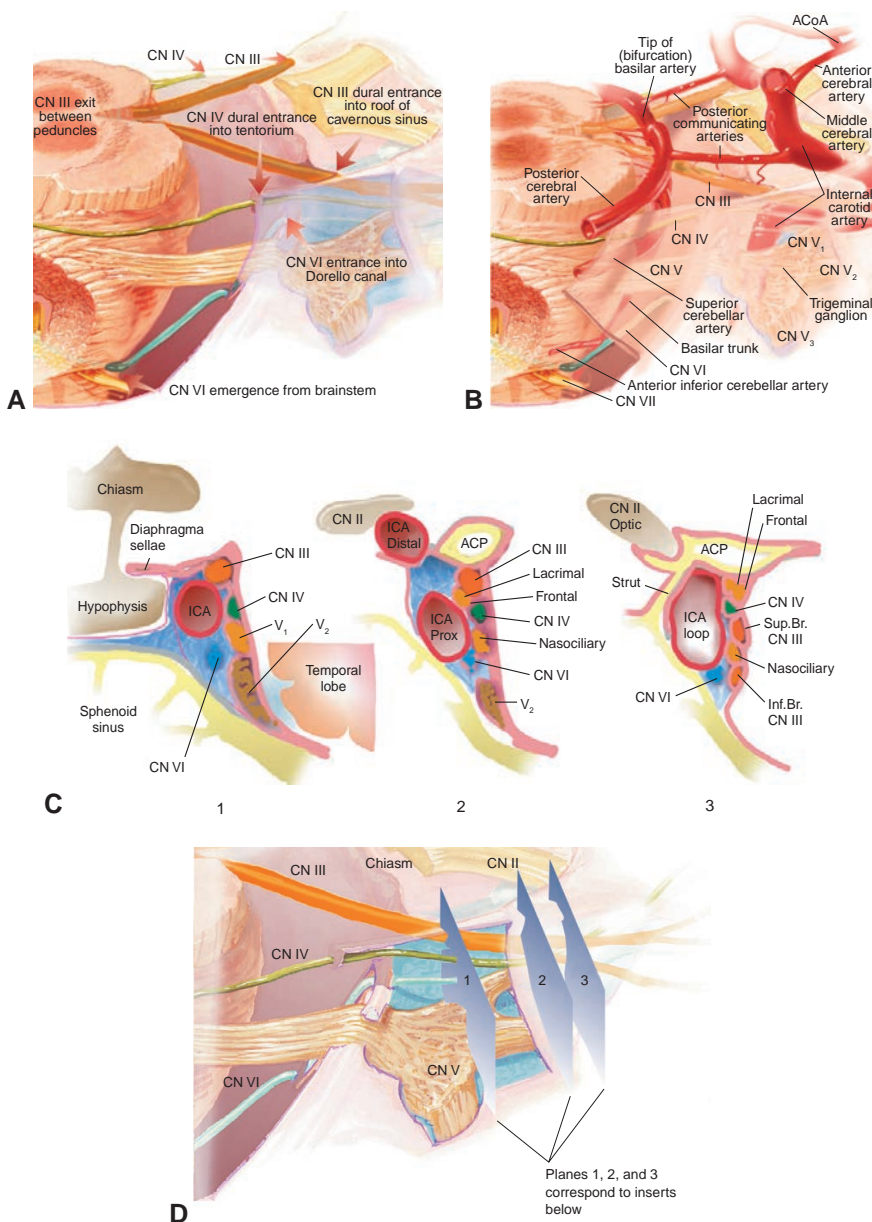 CN IV
CN III
CN III exit
between
peduncles
CN IV dural entrance
into tentorium
CN III dural entrance
into roof of
cavernous sinus
CN VI entrance into
Dorello canal
CN VI emergence from brainstem
A
ACoA
Tip of
(bifurcation)
basilar artery
Anterior
cerebral
artery
Posterior
communicating
arteries
Middle
cerebral
artery
Posterior
cerebral
artery
CN III
Internal
carotid
artery
CN IV
CN V1
CN V
CN V2
Superior
cerebellar
artery
Trigeminal
ganglion
CN V3
Basilar trunk
CN VI
Anterior inferior cerebellar artery
CN VII
B
Chiasm
Diaphragma
sellae
CN III
Hypophysis
ICA
CN IV
V1
V2
Temporal
lobe
Sphenoid
sinus
CN VI
1
CN II
ICA
Distal
ACP
CN III
Lacrimal
Frontal
CN IV
ICA
Prox
Nasociliary
CN VI
V2
2
CN II
Optic
Lacrimal
Frontal
ACP
Strut
CN IV
ICA
loop
Sup.Br.
CN III
Nasociliary
CN VI
Inf.Br.
CN III
3
C
CN III
Chiasm
CN II
CN IV
1
2
3
CN VI
CN V
Planes 1, 2, and 3
correspond to inserts
below
D